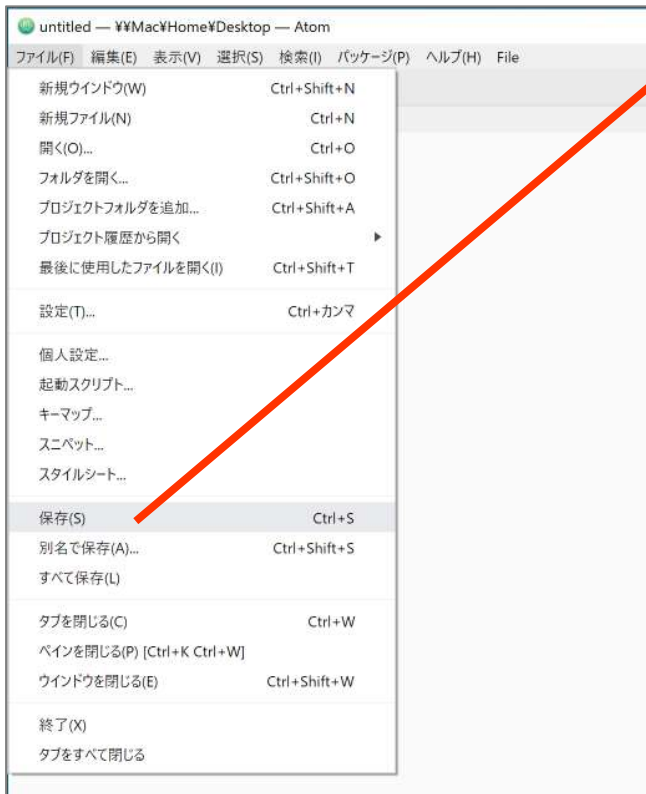 untitled — ¥¥Mac¥Home¥Desktop — Atom
ファイル(F) 編集(E) 表示(V) 選択(S) 検索(I) パッケージ(P) ヘルプ(H) File
新規ウインドウ(W) Ctrl+Shift+N
新規ファイル(N) Ctrl+N
開く(O)... Ctrl+O
フォルダを開く... Ctrl+Shift+O
プロジェクトフォルダを追加... Ctrl+Shift+A
プロジェクト履歴から開く
最後に使用したファイルを開く(I) Ctrl+Shift+T
設定(T)... Ctrl+カンマ
個人設定...
起動スクリプト...
キーマップ...
スニペット...
スタイルシート...
保存(S) Ctrl+S
別名で保存(A)... Ctrl+Shift+S
すべて保存(L)
タブを閉じる(C) Ctrl+W
ペインを閉じる(P) [Ctrl+K Ctrl+W]
ウインドウを閉じる(E) Ctrl+Shift+W
終了(X)
タブをすべて閉じる